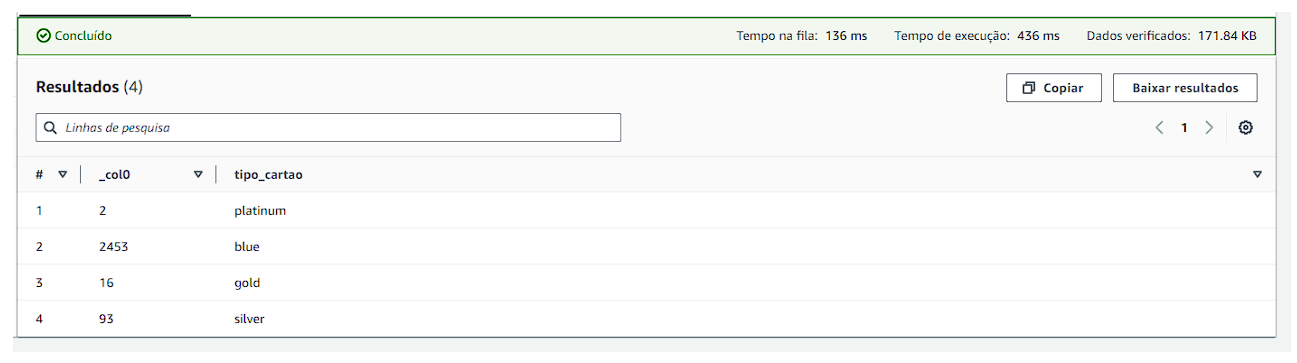 Concluído Tempo na fila: 136 ms Tempo de execução: 436 ms Dados verificados: 171.84 KB
Resultados (4) Copiar Baixar resultados
Linhas de pesquisa 1
# _col0 tipo_cartao
1 2 platinum
2 2453 blue
3 16 gold
4 93 silver